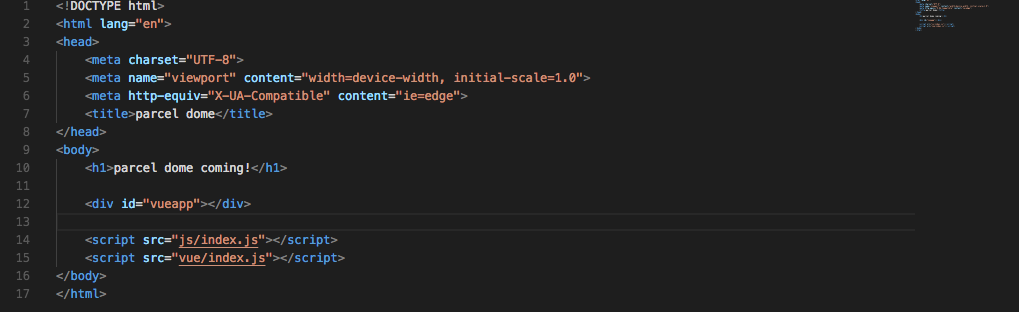 1 <!DOCTYPE html>
2 <html lang="en">
3 <head>
4     <meta charset="UTF-8">
5     <meta name="viewport" content="width=device-width, initial-scale=1.0">
6     <meta http-equiv="X-UA-Compatible" content="ie=edge">
7     <title>parcel dome</title>
8 </head>
9 <body>
10     <h1>parcel dome coming!</h1>
11
12     <div id="vueapp"></div>
13
14     <script src="js/index.js"></script>
15     <script src="vue/index.js"></script>
16 </body>
17 </html>